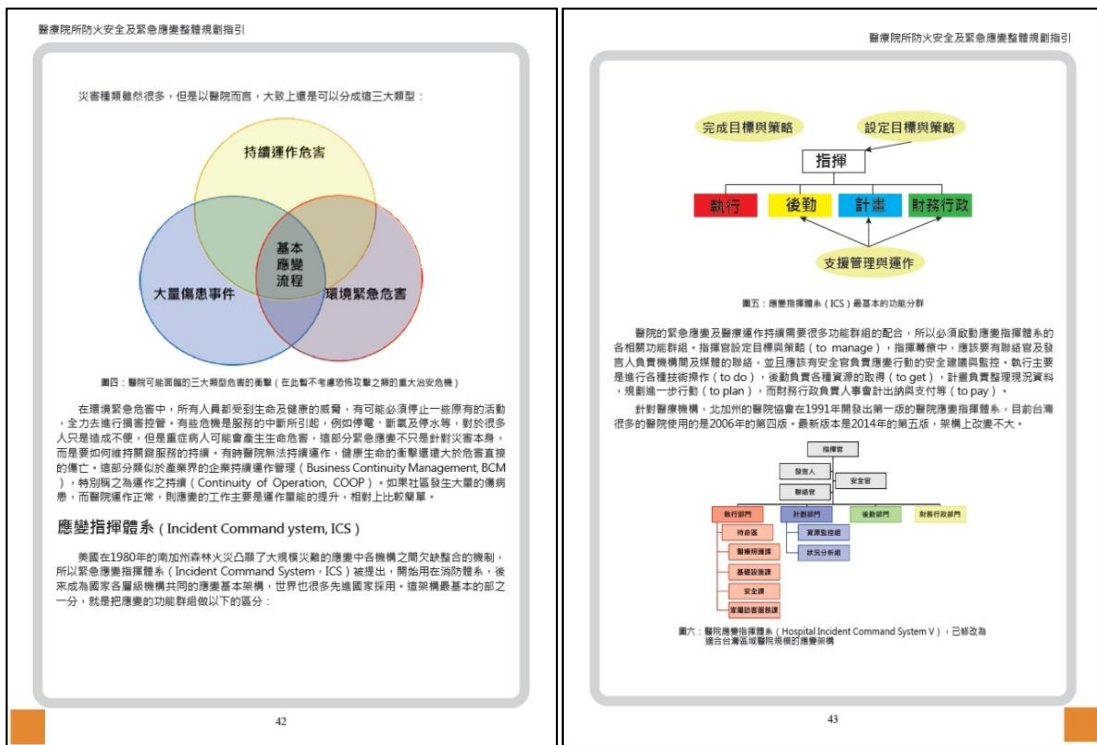 醫療院所防火安全及緊急應變整體規劃指引
災害種類雖然很多，但是以醫院而言，大致上還是可以分成這三大類型：
持續運作危害
基本
應變
流程
大量傷患事件
環境緊急危害
圖四：醫院可能面臨的三大類型危害的衝擊（在此暫不考慮恐怖攻擊之類的重大治安危機）
在環境緊急危害中，所有人員都受到生命及健康的威脅，有可能必須停止一些原有的活動
，全力去進行損害控管。有些危機是服務的中斷所引起，例如停電、斷氧及停水等，對於很多
人只是造成不便，但是重症病人可能會產生生命危害，這部分緊急應變不只是針對災害本身，
而是要如何維持關鍵服務的持續。有時醫院無法持續運作，健康生命的衝擊還遠大於危害直接
的傷亡。這部分類似於產業界的企業持續運作管理（Business Continuity Management, BCM
），特別稱之為運作之持續（Continuity of Operation, COOP）。如果社區發生大量的傷病
患，而醫院運作正常，則應變的工作主要是運作量能的提升，相對上比較簡單。
應變指揮體系（Incident Command ystem, ICS）
美國在1980年的南加州森林火災凸顯了大規模災難的應變中各機構之間欠缺整合的機制，
所以緊急應變指揮體系（Incident Command System，ICS）被提出，開始用在消防體系，後
來成為國家各層級機構共同的應變基本架構，世界也很多先進國家採用。這架構最基本的部之
一分，就是把應變的功能群組做以下的區分：
42
醫療院所防火安全及緊急應變整體規劃指引
完成目標與策略
設定目標與策略
指揮
執行
後勤
計畫
財務行政
支援管理與運作
圖五：應變指揮體系（ICS）最基本的功能分群
醫院的緊急應變及醫療運作持續需要很多功能群組的配合，所以必須啟動應變指揮體系的
各相關功能群組。指揮官設定目標與策略（to manage），指揮幕僚中，應該要有聯絡官及發
言人負責機構間及媒體的聯絡，並且應該有安全官負責應變行動的安全建議與監控。執行主要
是進行各種技術操作（to do），後勤負責各種資源的取得（to get），計畫負責整理現況資料
，規劃進一步行動（to plan），而財務行政負責人事會計出納與支付等（to pay）。
針對醫療機構，北加州的醫院協會在1991年開發出第一版的醫院應變指揮體系，目前台灣
很多的醫院使用的是2006年的第四版。最新版本是2014年的第五版，架構上改變不大。
指揮官
發言人
安全官
聯絡官
執行部門
計劃部門
後勤部門
財務行政部門
待命區
資源監控組
醫療照護課
狀況分析組
基礎設施課
安全課
家屬訪客服務課
圖六：醫院應變指揮體系（Hospital Incident Command System V），已修改為
適合台灣區域醫院規模的應變架構
43